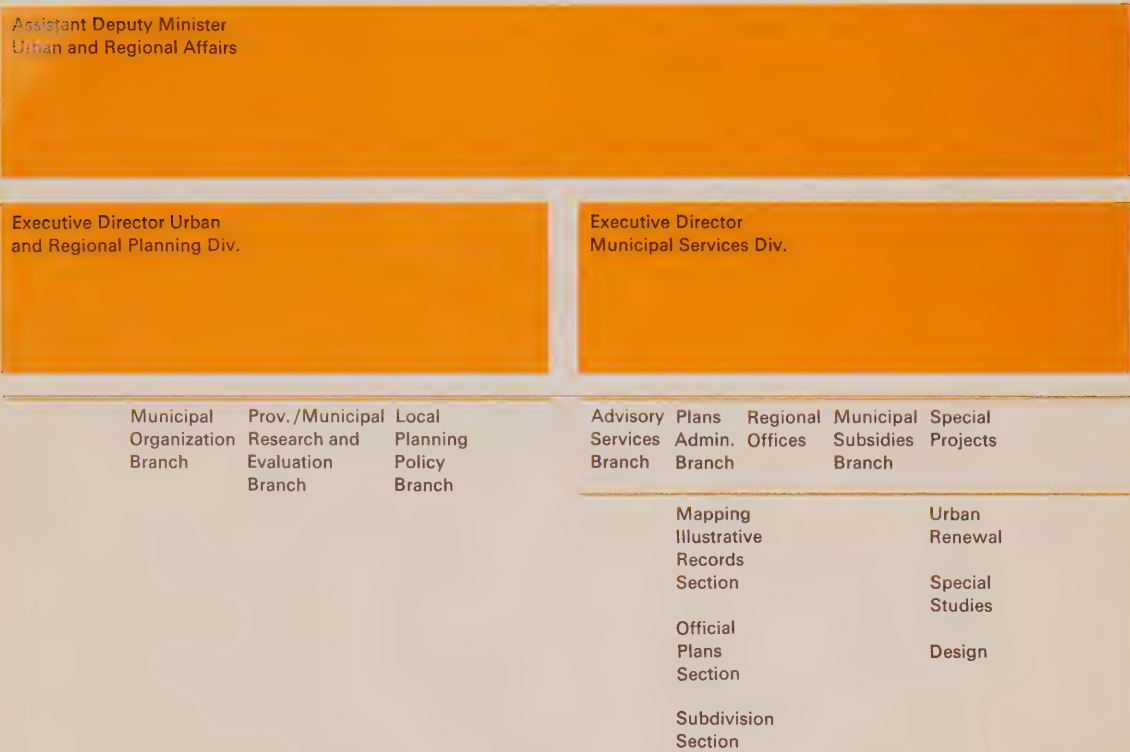 Assistant Deputy Minister
Urban and Regional Affairs
Executive Director Urban
and Regional Planning Div.
Executive Director
Municipal Services Div.
Municipal
Organization
Branch
Prov./Municipal
Research and
Evaluation
Branch
Local
Planning
Policy
Branch
Advisory
Services
Branch
Plans
Admin.
Branch
Regional
Offices
Municipal
Subsidies
Branch
Special
Projects
Mapping
Illustrative
Records
Section
Official
Plans
Section
Subdivision
Section
Urban
Renewal
Special
Studies
Design